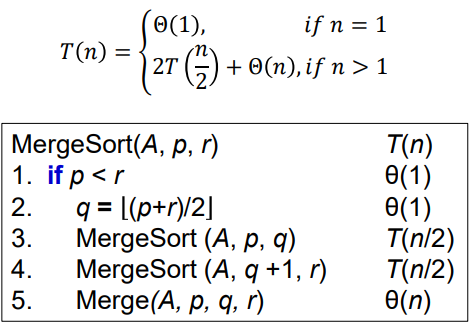 T(n) = { Θ(1), if n = 1
2T(n/2) + Θ(n), if n > 1
MergeSort(A, p, r) T(n)
1. if p < r θ(1)
2. q = ⌊(p+r)/2⌋ θ(1)
3. MergeSort (A, p, q) T(n/2)
4. MergeSort (A, q +1, r) T(n/2)
5. Merge(A, p, q, r) θ(n)